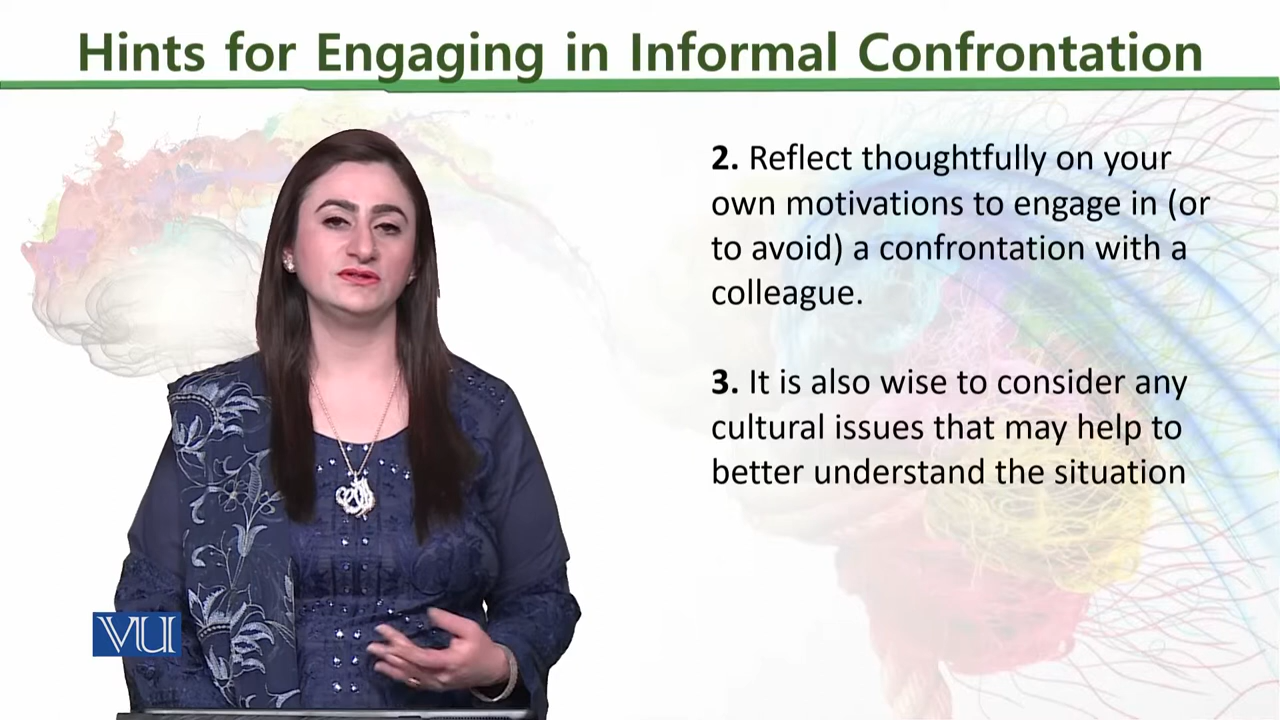 Hints for Engaging in Informal Confrontation
2. Reflect thoughtfully on your
own motivations to engage in (or
to avoid) a confrontation with a
colleague.
3. It is also wise to consider any
cultural issues that may help to
better understand the situation
VU